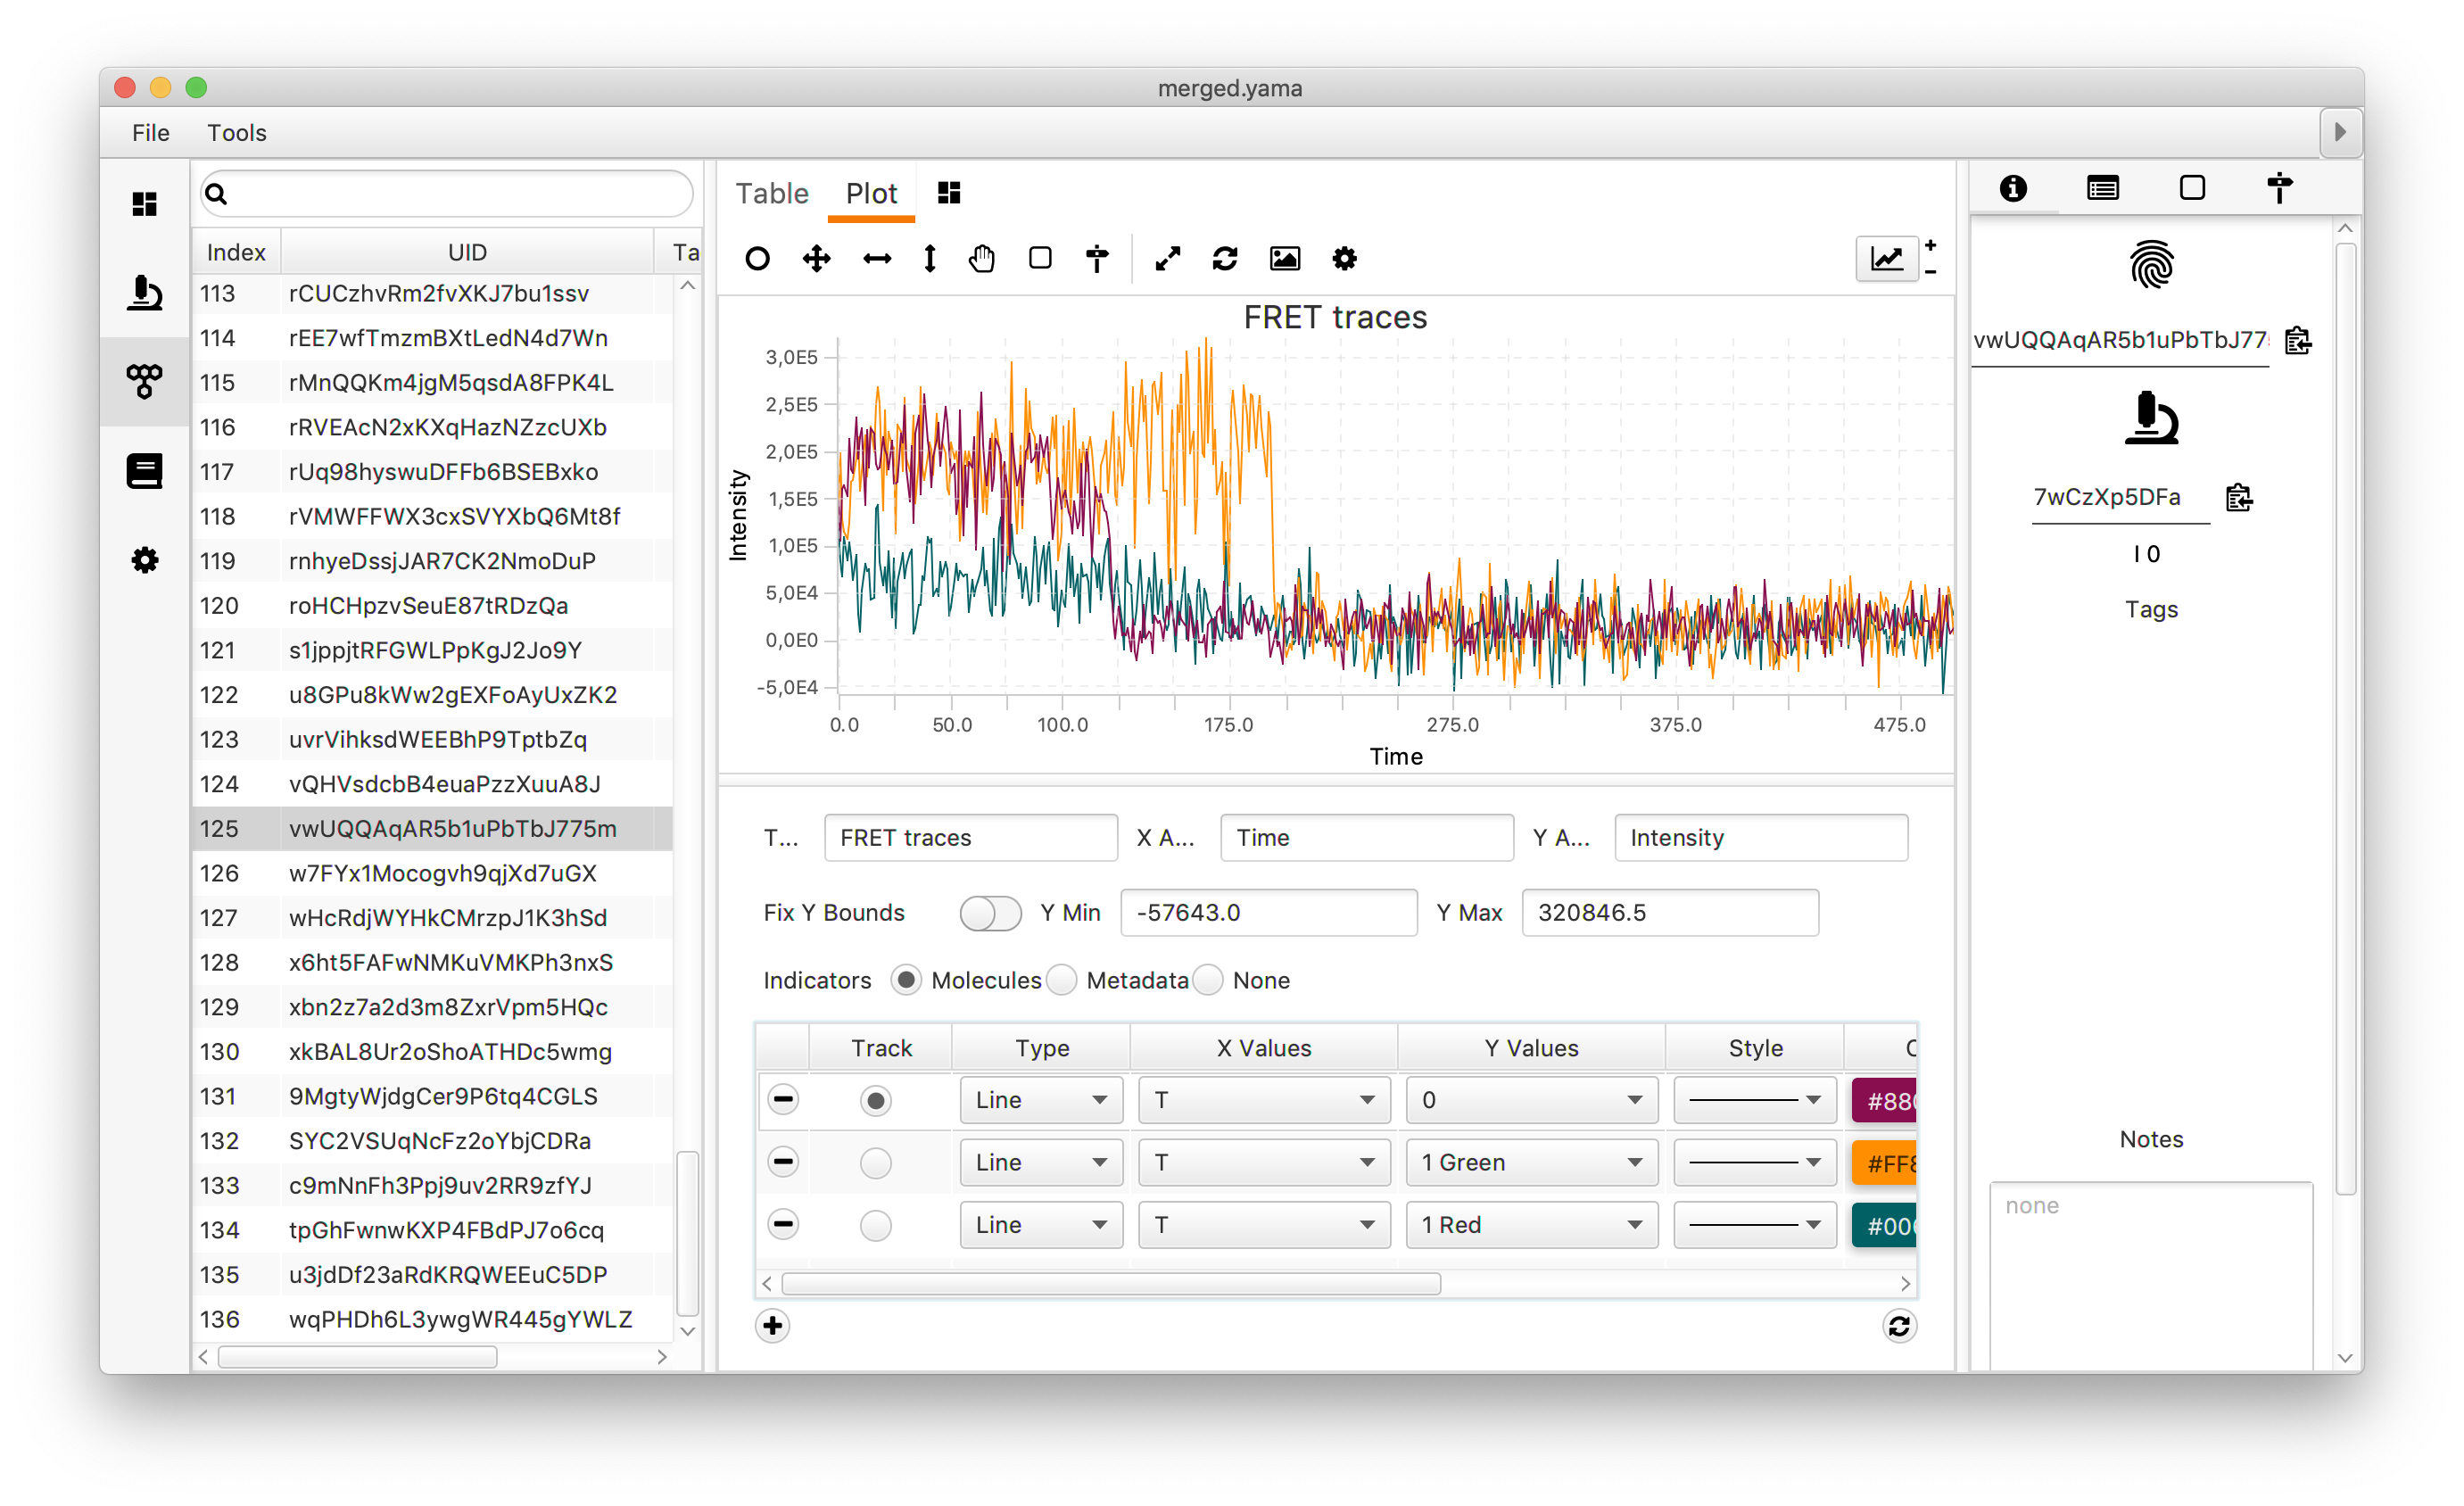 merged.yama
File Tools
Index UID Ta
113 rCUCzhvRm2fvXKJ7bu1ssv
114 rEE7wfTmzmBXtLedN4d7Wn
115 rMnQQKm4jgM5qsdA8FPK4L
116 rRVEAcN2xKXqHazNZzcUXb
117 rUq98hyswuDFFb6BSEBxko
118 rVMWFFWX3cxSVYXbQ6Mt8f
119 rnhyeDssjJAR7CK2NmoDuP
120 roHCHpzvSeuE87tRDzQa
121 s1jppjtRFGWLPpKgJ2Jo9Y
122 u8GPu8kWw2gEXFoAyUxZK2
123 uvrVihksdWEEBhP9TptbZq
124 vQHVsdcbB4euaPzzXuuA8J
125 vwUQQAqAR5b1uPbTbJ775m
126 w7FYx1Mocogvh9qjXd7uGX
127 wHcRdjWYHkCMrzpJ1K3hSd
128 x6ht5FAFwNMKuVMKPh3nxS
129 xbn2z7a2d3m8ZxrVpm5HQc
130 xkBAL8Ur2oShoATHDc5wmg
131 9MgtyWjdgCer9P6tq4CGLS
132 SYC2VSUqNcFz2oYbjCDRa
133 c9mNnFh3Ppj9uv2RR9zfYJ
134 tpGhFwnwKXP4FBdPJ7o6cq
135 u3jdDf23aRdKRQWEEuC5DP
136 wqPHDh6L3ywgWR445gYWLZ
Table Plot
FRET traces
3,0E5
2,5E5
2,0E5
1,5E5
1,0E5
5,0E4
0,0E0
-5,0E4
Intensity
0.0 50.0 100.0 175.0 275.0 375.0 475.0
Time
T... FRET traces X A... Time Y A... Intensity
Fix Y Bounds Y Min -57643.0 Y Max 320846.5
Indicators Molecules Metadata None
Track Type X Values Y Values Style C
Line T 0 #880
Line T 1 Green #FF8
Line T 1 Red #006
vwUQQAqAR5b1uPbTbJ77
7wCzXp5DFa
I 0
Tags
Notes
none